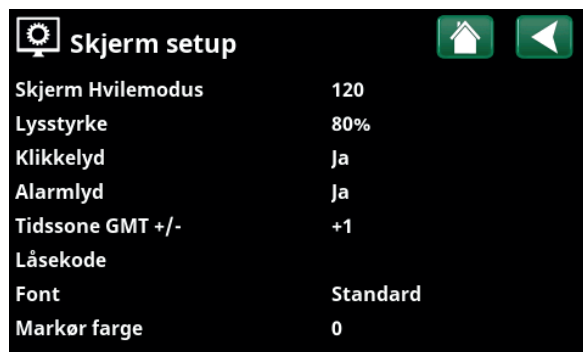 Skjerm setup
Skjerm Hvilemodus 120
Lysstyrke 80%
Klikkelyd Ja
Alarmlyd Ja
Tidssone GMT +/- +1
Låsekode
Font Standard
Markør farge 0